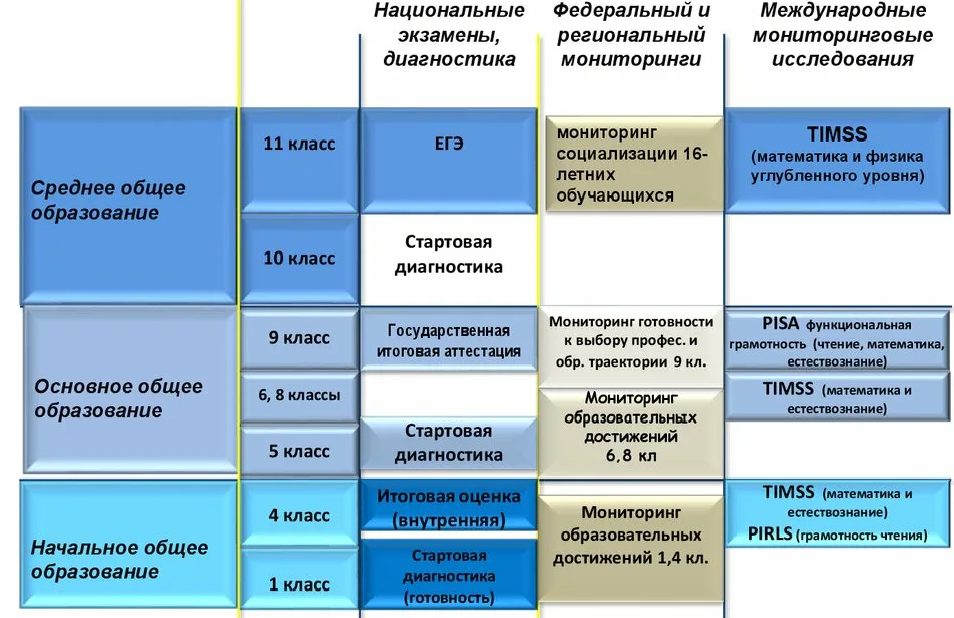 Национальные
экзамены,
диагностика
Федеральный и
региональный
мониторинги
Международные
мониторинговые
исследования
Среднее общее
образование
11 класс
ЕГЭ
мониторинг
социализации 16-
летних
обучающихся
TIMSS
(математика и физика
углубленного уровня)
10 класс
Стартовая
диагностика
Основное общее
образование
9 класс
Государственная
итоговая аттестация
Мониторинг готовности
к выбору профес. и
обр. траектории 9 кл.
PISA функциональная
грамотность (чтение, математика,
естествознание)
6, 8 классы
Мониторинг
образовательных
достижений
6,8 кл
TIMSS (математика и
естествознание)
5 класс
Стартовая
диагностика
Начальное общее
образование
4 класс
Итоговая оценка
(внутренняя)
Мониторинг
образовательных
достижений 1,4 кл.
TIMSS (математика и
естествознание)
PIRLS (грамотность чтения)
1 класс
Стартовая
диагностика
(готовность)